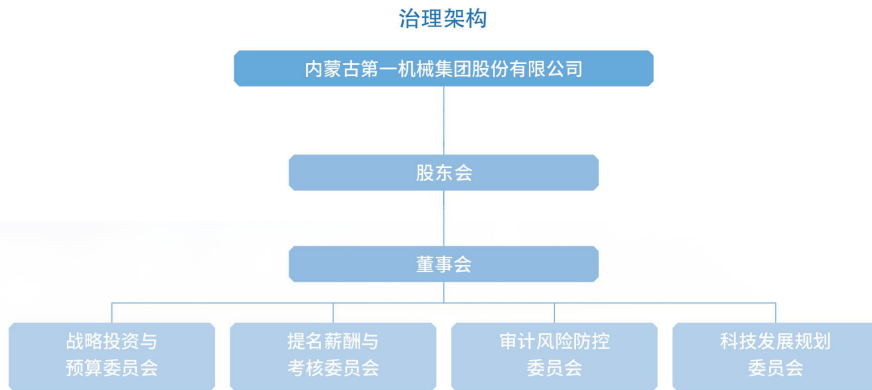 治理架构
内蒙古第一机械集团股份有限公司
股东会
董事会
战略投资与
预算委员会
提名薪酬与
考核委员会
审计风险防控
委员会
科技发展规划
委员会